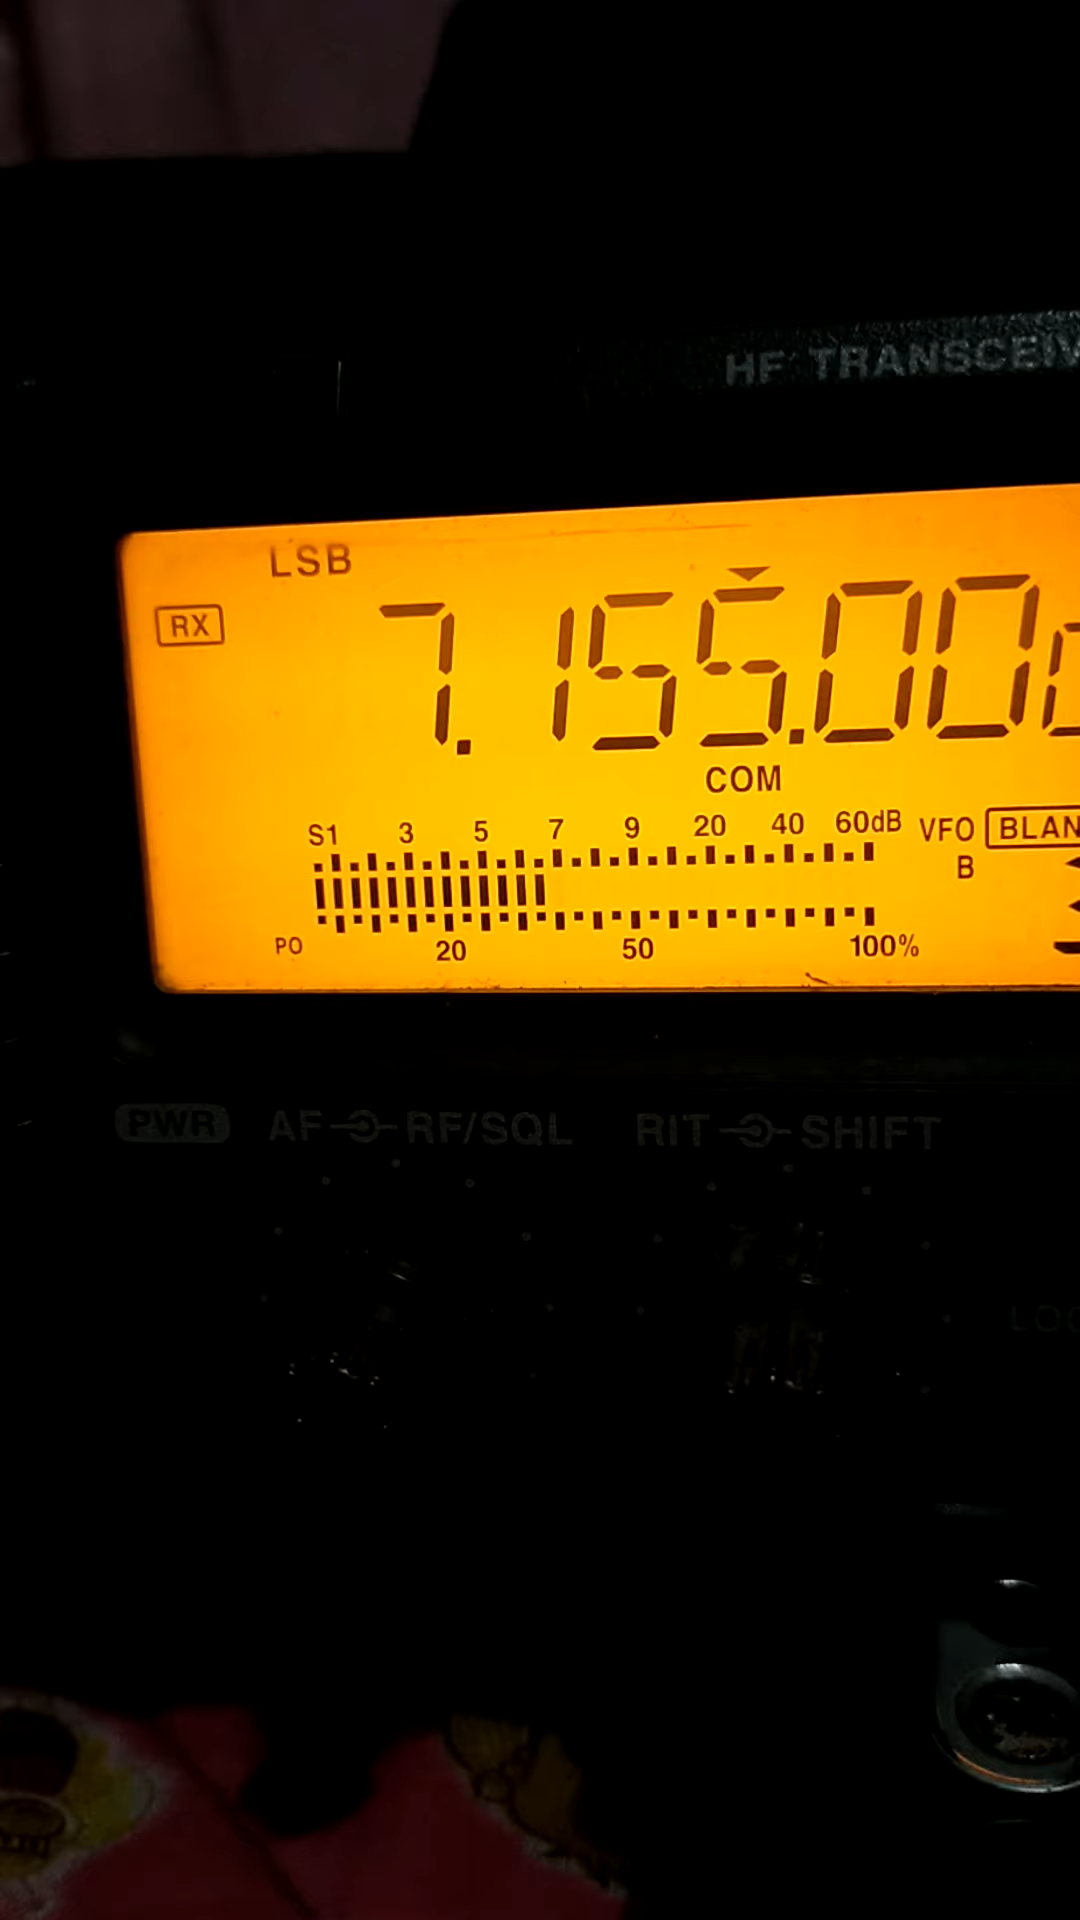 HF TRANSCEIV
LSB
RX
7.155.00
COM
S1 3 5 7 9 20 40 60dB
VFO BLAN
B
PO 20 50 100%
PWR AF RF/SQL RIT SHIFT
LOC